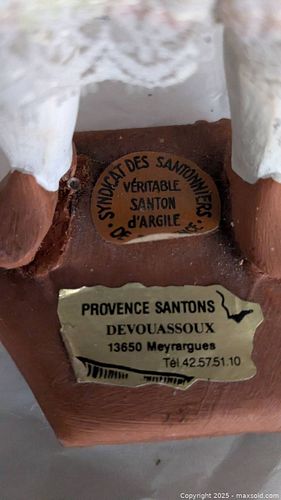 SYNDICAT DES SANTONNIERS
VÉRITABLE
SANTON
d'ARGILE
PROVENCE SANTONS
DEVOUASSOUX
13650 Meyrargues
Tél.42.57.51.10
Copyright 2025 - maxsold.com